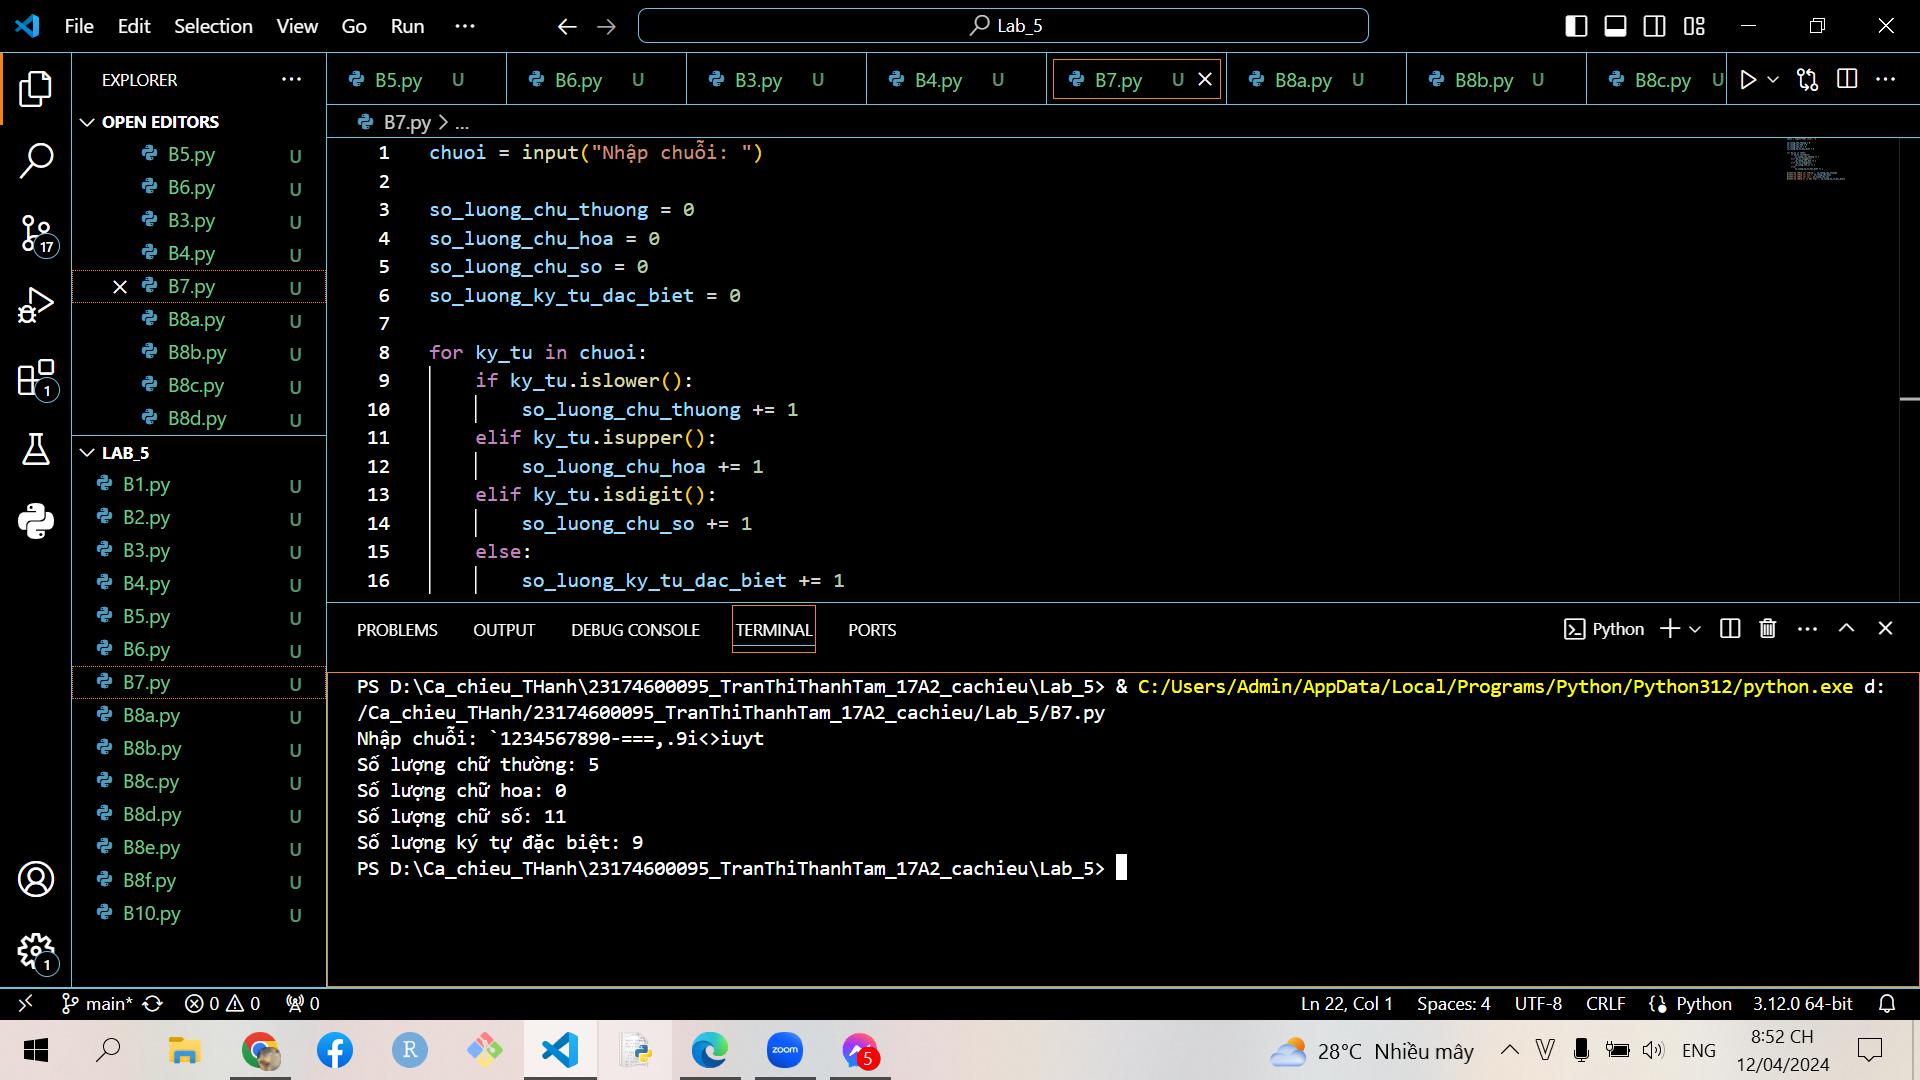 File Edit Selection View Go Run ··· Lab_5
EXPLORER ···
B5.py U B6.py U B3.py U B4.py U B7.py U B8a.py U B8b.py U B8c.py U
OPEN EDITORS
B5.py U
B6.py U
B3.py U
B4.py U
B7.py U
B8a.py U
B8b.py U
B8c.py U
B8d.py U
LAB_5
B1.py U
B2.py U
B3.py U
B4.py U
B5.py U
B6.py U
B7.py U
B8a.py U
B8b.py U
B8c.py U
B8d.py U
B8e.py U
B8f.py U
B10.py U
17
1
1
B7.py > ...
1 chuoi = input("Nhập chuỗi: ")
2
3 so_luong_chu_thuong = 0
4 so_luong_chu_hoa = 0
5 so_luong_chu_so = 0
6 so_luong_ky_tu_dac_biet = 0
7
8 for ky_tu in chuoi:
9 if ky_tu.islower():
10 so_luong_chu_thuong += 1
11 elif ky_tu.isupper():
12 so_luong_chu_hoa += 1
13 elif ky_tu.isdigit():
14 so_luong_chu_so += 1
15 else:
16 so_luong_ky_tu_dac_biet += 1
PROBLEMS OUTPUT DEBUG CONSOLE TERMINAL PORTS Python
PS D:\Ca_chieu_THanh\23174600095_TranThiThanhTam_17A2_cachieu\Lab_5> & C:/Users/Admin/AppData/Local/Programs/Python/Python312/python.exe d:
/Ca_chieu_THanh/23174600095_TranThiThanhTam_17A2_cachieu/Lab_5/B7.py
Nhập chuỗi: `1234567890-===,.9i<>iuyt
Số lượng chữ thường: 5
Số lượng chữ hoa: 0
Số lượng chữ số: 11
Số lượng ký tự đặc biệt: 9
PS D:\Ca_chieu_THanh\23174600095_TranThiThanhTam_17A2_cachieu\Lab_5>
main* 0 0 0 Ln 22, Col 1 Spaces: 4 UTF-8 CRLF Python 3.12.0 64-bit
R zoom 5 28°C Nhiều mây V ENG 8:52 CH
12/04/2024